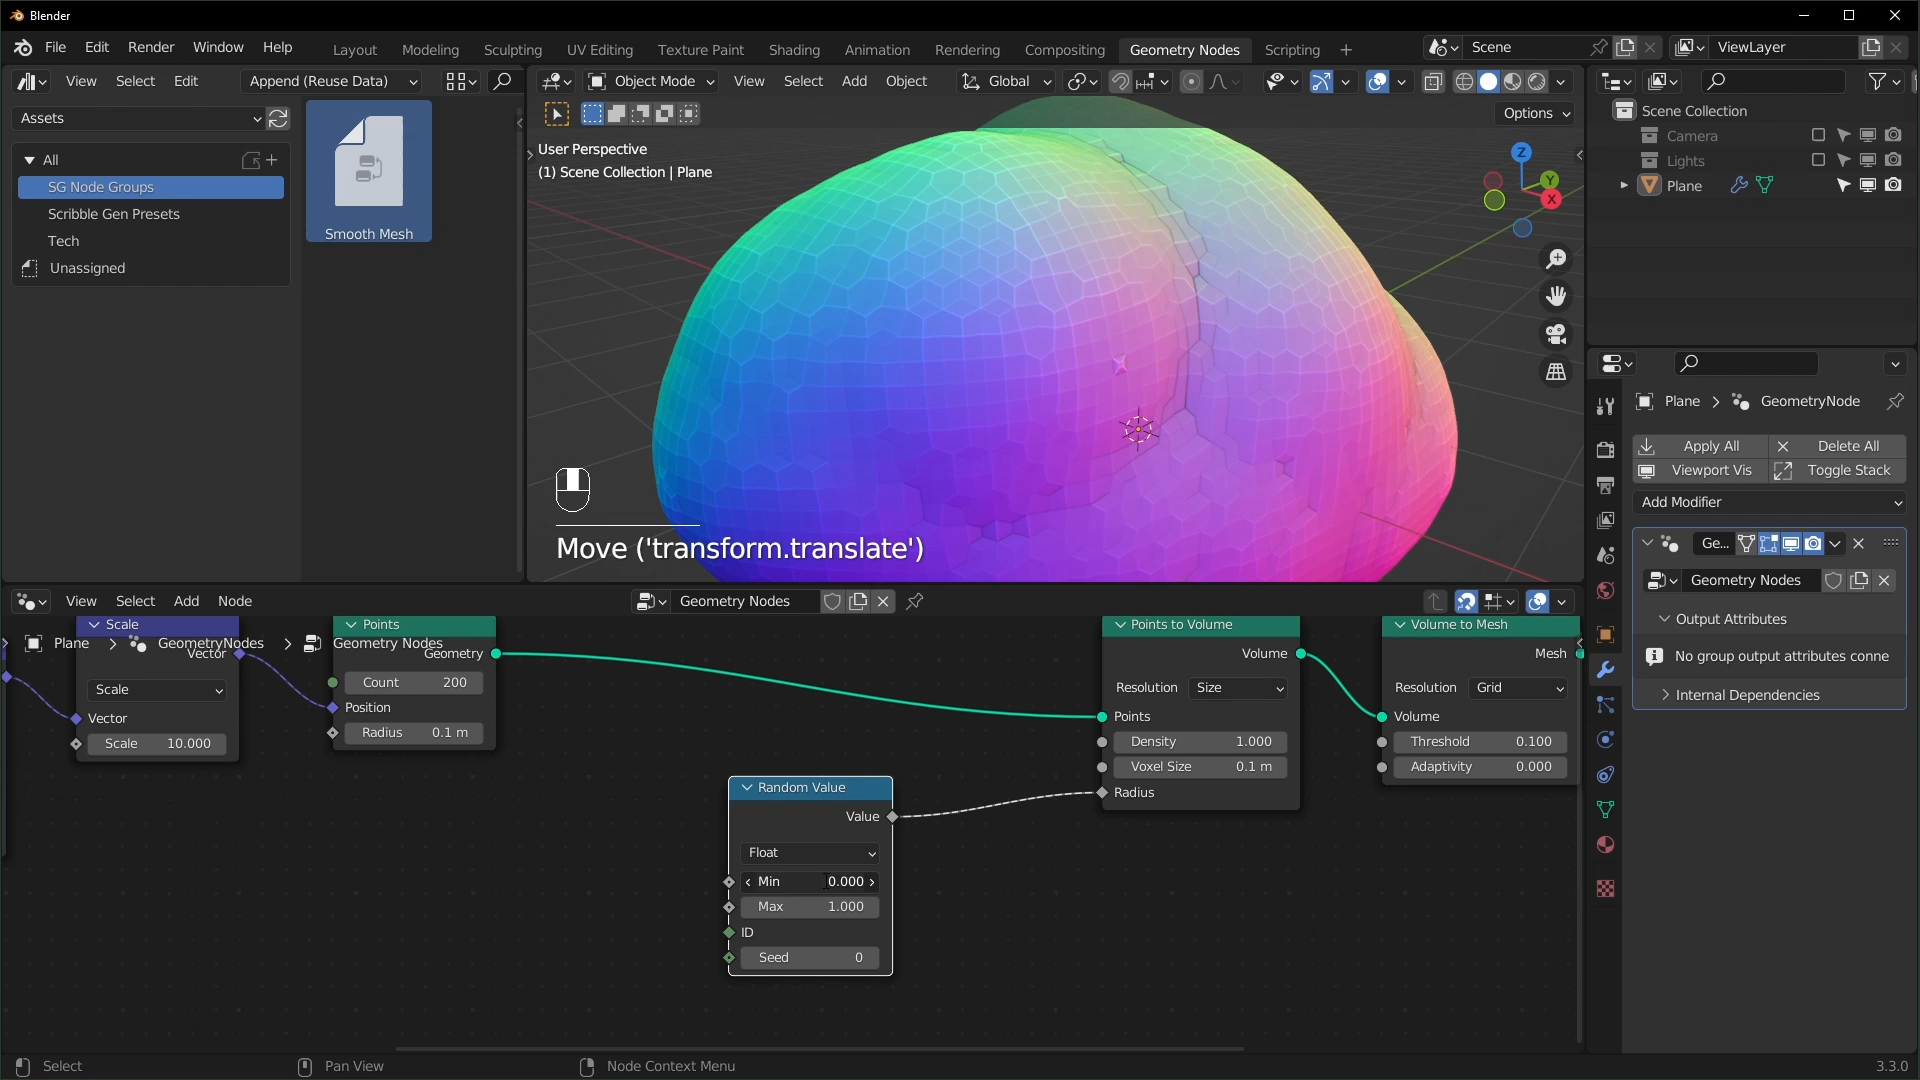 Blender
File Edit Render Window Help
Layout Modeling Sculpting UV Editing Texture Paint Shading Animation Rendering Compositing Geometry Nodes Scripting
Scene
ViewLayer
View Select Edit
Append (Reuse Data)
Assets
All
SG Node Groups
Scribble Gen Presets
Tech
Unassigned
Smooth Mesh
Object Mode
View Select Add Object
Global
Options
User Perspective
(1) Scene Collection | Plane
Z
Y
X
Move ('transform.translate')
Scene Collection
Camera
Lights
Plane
Plane > GeometryNode
Apply All
Delete All
Viewport Vis
Toggle Stack
Add Modifier
Ge...
Geometry Nodes
Output Attributes
No group output attributes conne
Internal Dependencies
View Select Add Node
Geometry Nodes
Plane > GeometryNodes > Geometry Nodes
Scale
Vector
Scale
Vector
Scale 10.000
Points
Geometry
Count 200
Position
Radius 0.1 m
Random Value
Value
Float
Min 0.000
Max 1.000
ID
Seed 0
Points to Volume
Volume
Resolution Size
Points
Density 1.000
Voxel Size 0.1 m
Radius
Volume to Mesh
Mesh
Resolution Grid
Volume
Threshold 0.100
Adaptivity 0.000
Select
Pan View
Node Context Menu
3.3.0